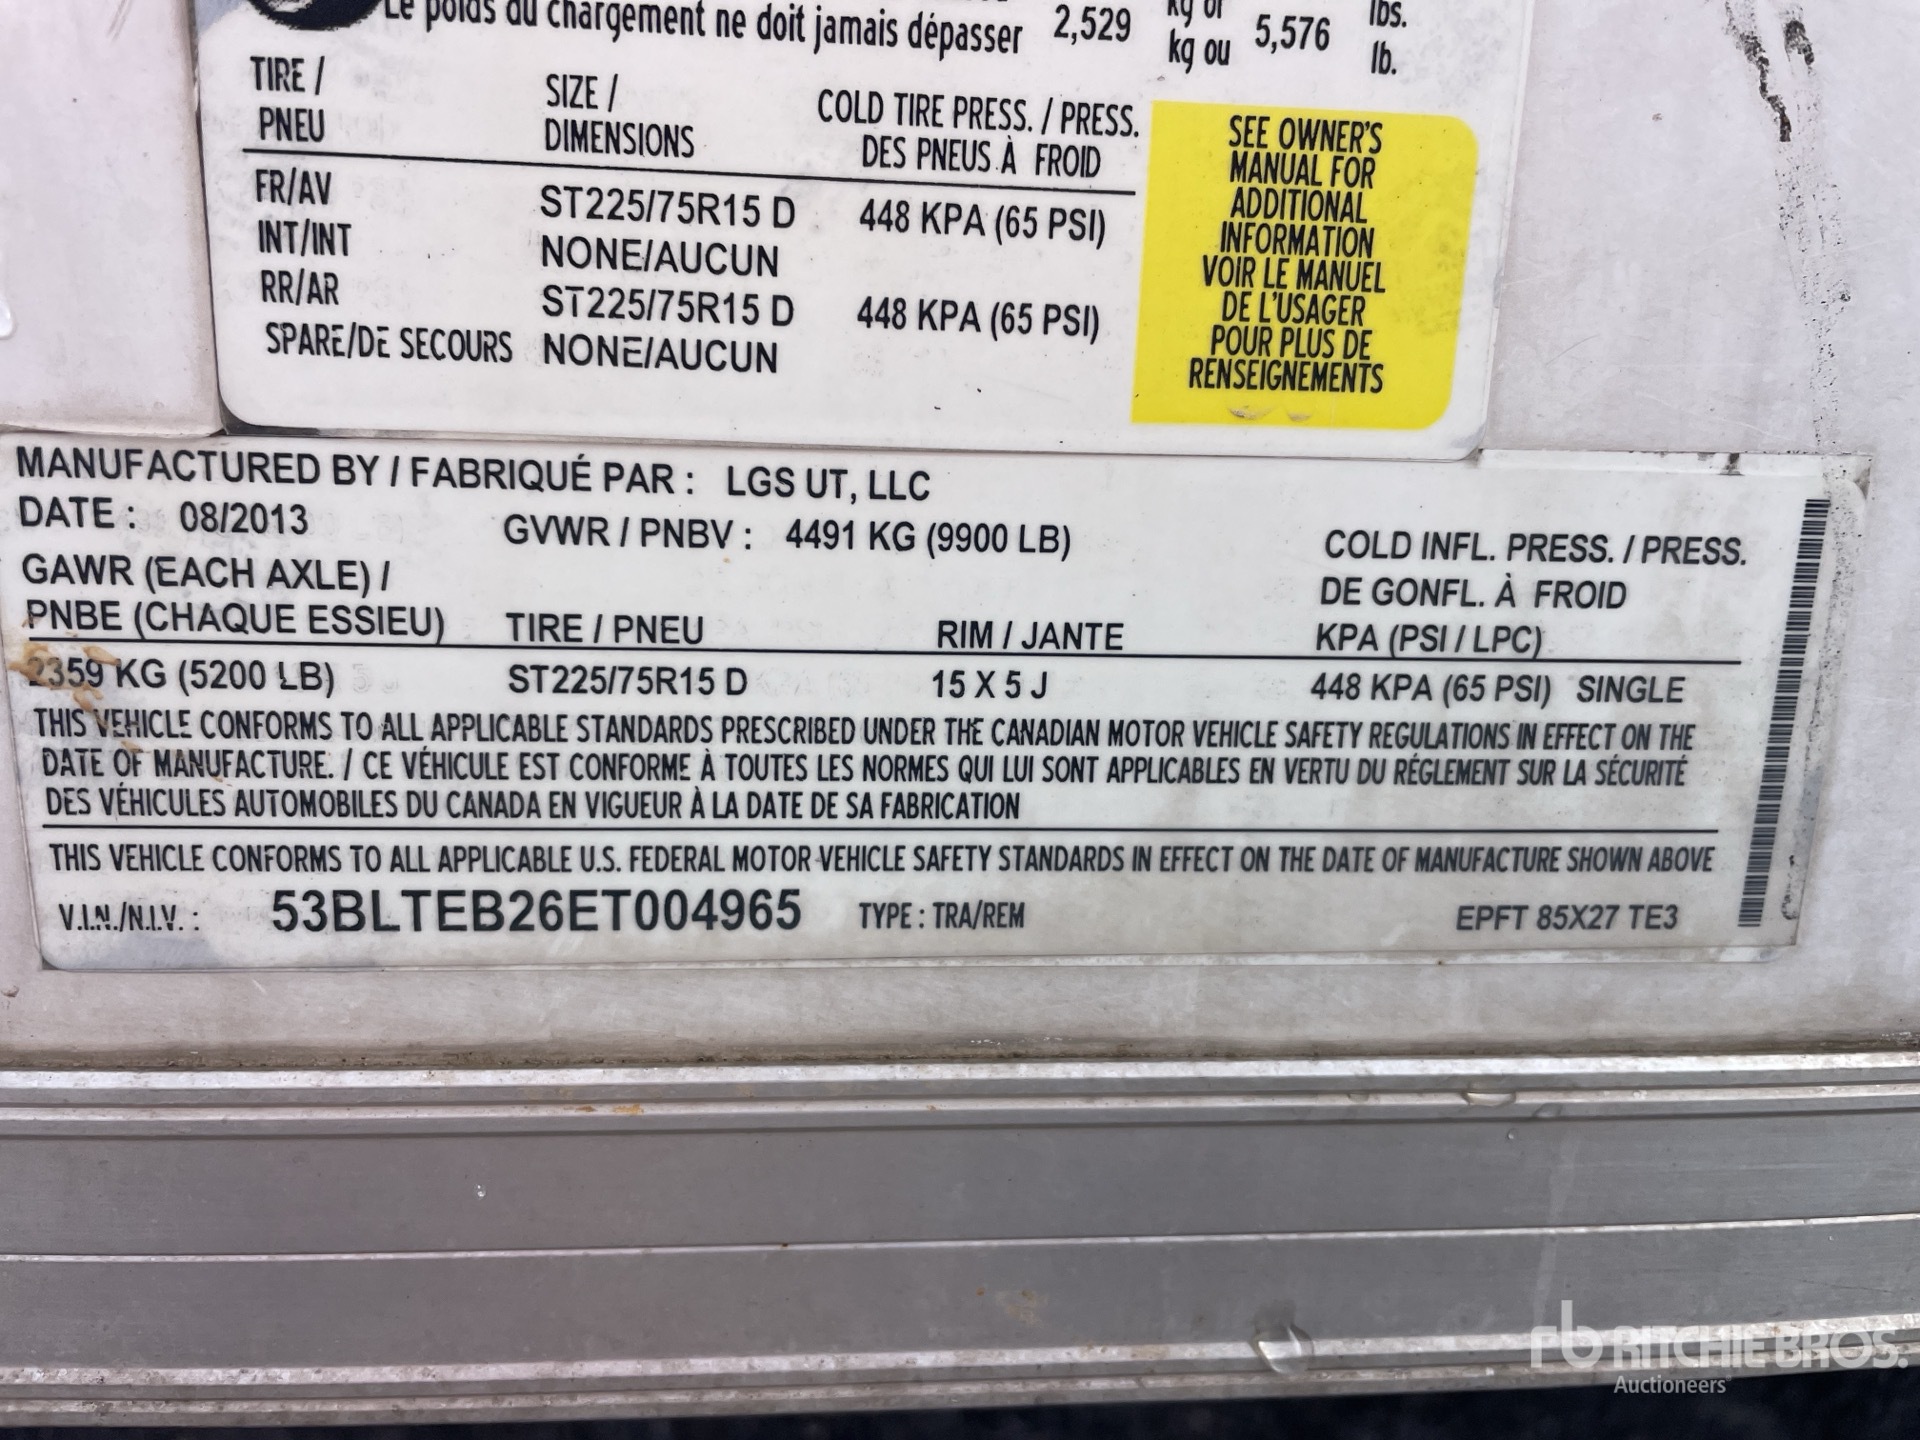 Le poids du chargement ne doit jamais dépasser 2,529 kg ou 5,576 lb.
kg or lbs.
TIRE / PNEU SIZE / DIMENSIONS COLD TIRE PRESS. / PRESS. DES PNEUS À FROID
FR/AV ST225/75R15 D 448 KPA (65 PSI)
INT/INT NONE/AUCUN
RR/AR ST225/75R15 D 448 KPA (65 PSI)
SPARE/DE SECOURS NONE/AUCUN
SEE OWNER'S
MANUAL FOR
ADDITIONAL
INFORMATION
VOIR LE MANUEL
DE L'USAGER
POUR PLUS DE
RENSEIGNEMENTS
MANUFACTURED BY / FABRIQUÉ PAR : LGS UT, LLC
DATE : 08/2013 GVWR / PNBV : 4491 KG (9900 LB)
GAWR (EACH AXLE) /
PNBE (CHAQUE ESSIEU) TIRE / PNEU RIM / JANTE COLD INFL. PRESS. / PRESS.
DE GONFL. À FROID
KPA (PSI / LPC)
2359 KG (5200 LB) ST225/75R15 D 15 X 5 J 448 KPA (65 PSI) SINGLE
THIS VEHICLE CONFORMS TO ALL APPLICABLE STANDARDS PRESCRIBED UNDER THE CANADIAN MOTOR VEHICLE SAFETY REGULATIONS IN EFFECT ON THE
DATE OF MANUFACTURE. / CE VÉHICULE EST CONFORME À TOUTES LES NORMES QUI LUI SONT APPLICABLES EN VERTU DU RÉGLEMENT SUR LA SÉCURITÉ
DES VÉHICULES AUTOMOBILES DU CANADA EN VIGUEUR À LA DATE DE SA FABRICATION
THIS VEHICLE CONFORMS TO ALL APPLICABLE U.S. FEDERAL MOTOR VEHICLE SAFETY STANDARDS IN EFFECT ON THE DATE OF MANUFACTURE SHOWN ABOVE
V.I.N./N.I.V. : 53BLTEB26ET004965 TYPE : TRA/REM EPFT 85X27 TE3
rb RITCHIE BROS.
Auctioneers